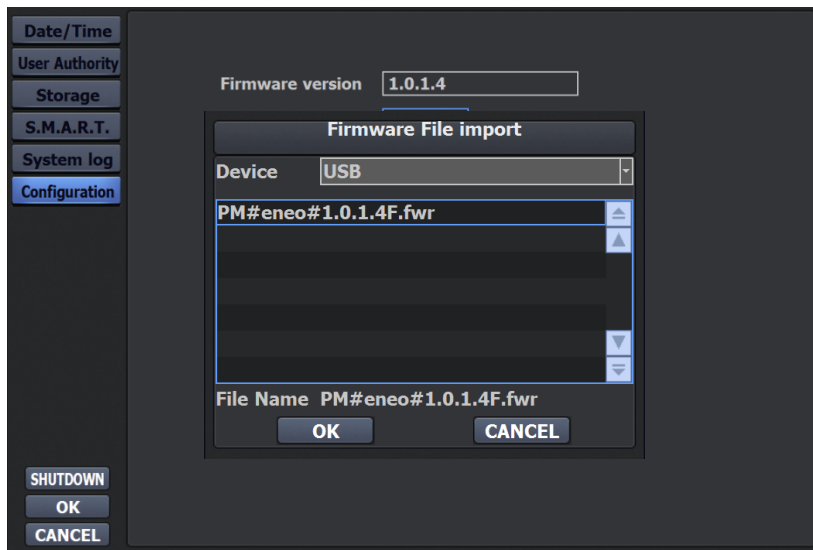 Date/Time
User Authority
Storage
S.M.A.R.T.
System log
Configuration
SHUTDOWN
OK
CANCEL
Firmware version 1.0.1.4
Firmware File import
Device USB
PM#eneo#1.0.1.4F.fwr
File Name PM#eneo#1.0.1.4F.fwr
OK CANCEL